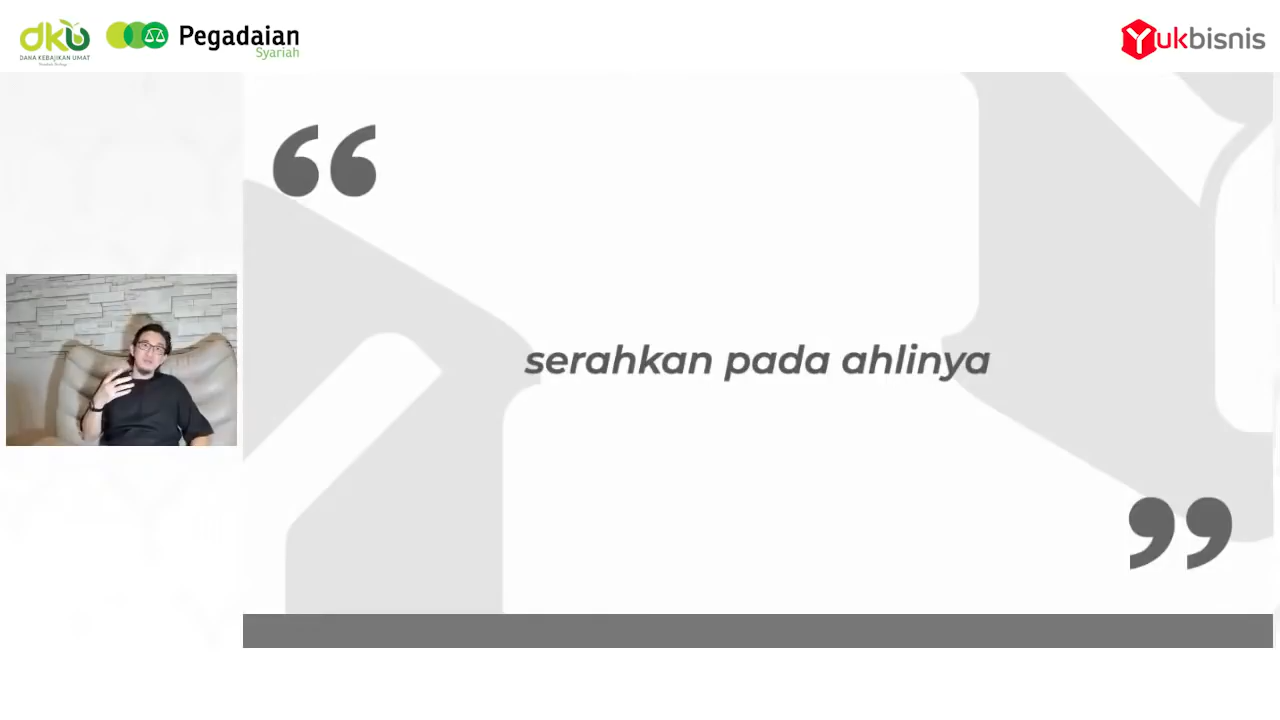 dku
DANA KEBAJIKAN UMAT
Pegadaian
Syariah
Yukbisnis
“
serahkan pada ahlinya
”